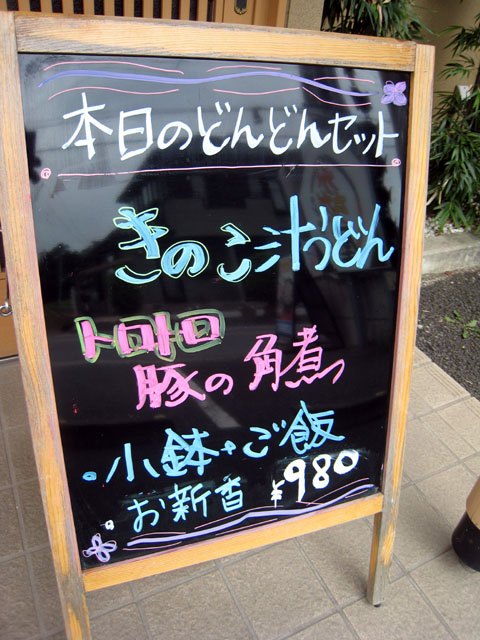 本日のどんどんセット
きのこ汁うどん
トロトロ
豚の角煮
・小鉢・ご飯
・お新香 ¥980